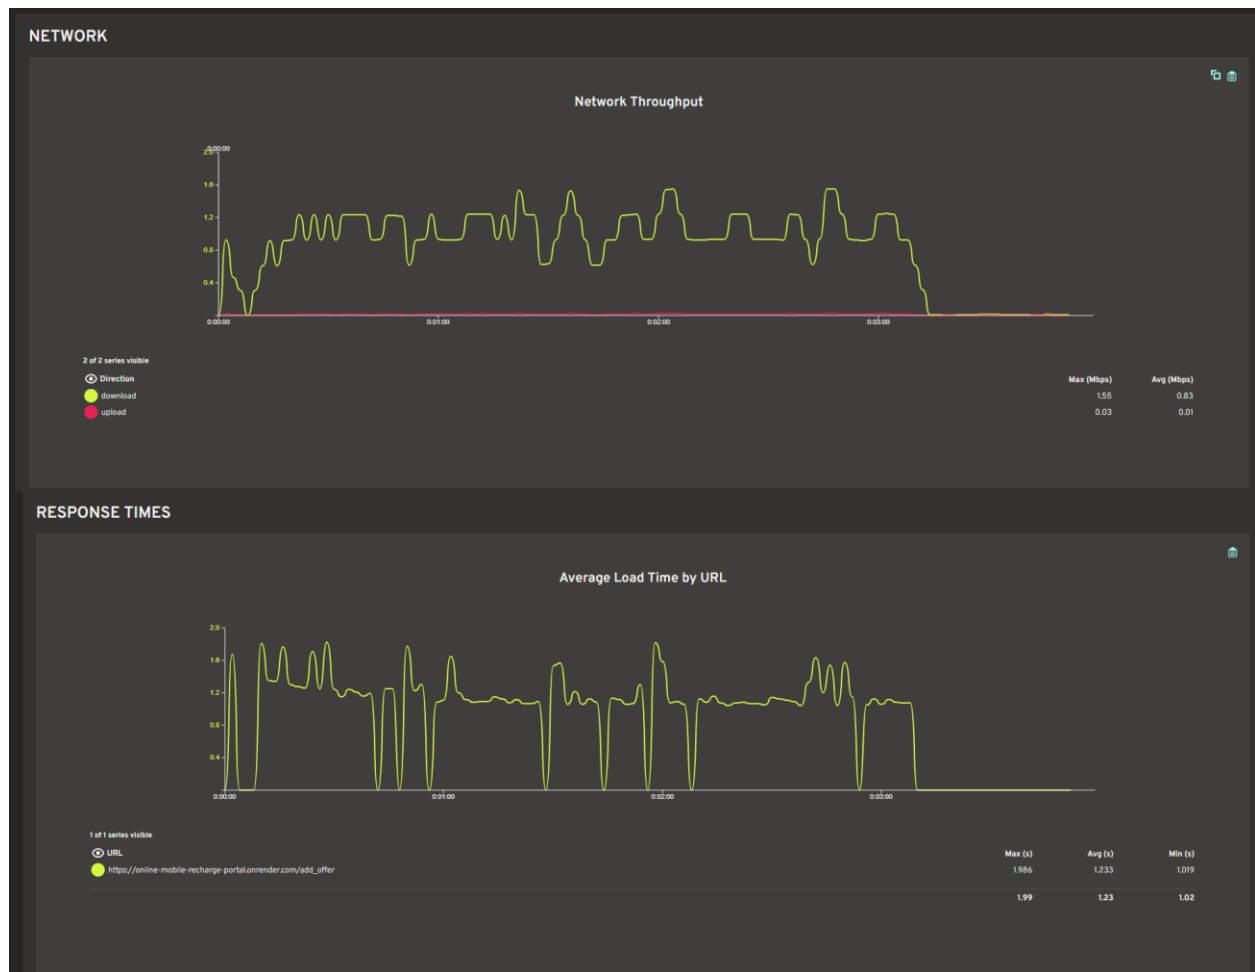 NETWORK
Network Throughput
0:00:00
2.0
1.6
1.2
0.8
0.4
0:00:00 0:01:00 0:02:00 0:03:00
2 of 2 series visible
Direction Max (Mbps) Avg (Mbps)
download 1.55 0.83
upload 0.03 0.01
RESPONSE TIMES
Average Load Time by URL
2.0
1.6
1.2
0.8
0.4
0:00:00 0:01:00 0:02:00 0:03:00
1 of 1 series visible
URL Max (s) Avg (s) Min (s)
https://online-mobile-recharge-portal.onrender.com/add_offer 1.986 1.233 1.019
1.99 1.23 1.02